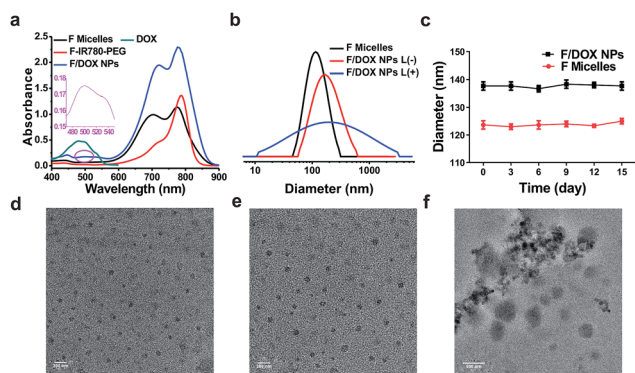 a
F Micelles
DOX
F-IR780-PEG
F/DOX NPs
Absorbance
2.5
2.0
1.5
1.0
0.5
0.0
0.18
0.17
0.16
0.15
480 500 520 540
400 500 600 700 800 900
Wavelength (nm)
b
F Micelles
F/DOX NPs L(-)
F/DOX NPs L(+)
10 100 1000
Diameter (nm)
c
F/DOX NPs
F Micelles
Diameter (nm)
150
140
130
120
110
0 3 6 9 12 15
Time (day)
d
e
f